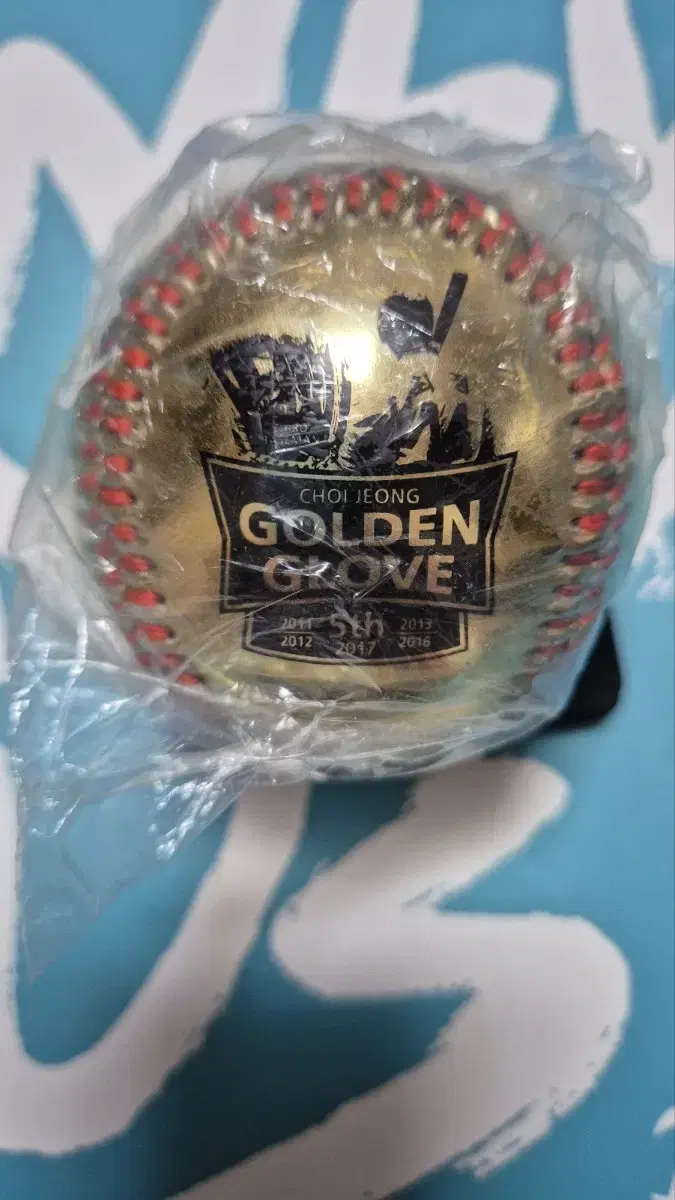 CHOI JEONG
GOLDEN
GLOVE
2011 5th 2013
2012 2017 2016